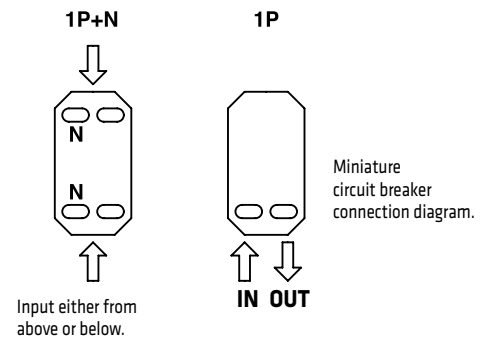 1P+N
1P
N
N
Miniature
circuit breaker
connection diagram.
IN OUT
Input either from
above or below.